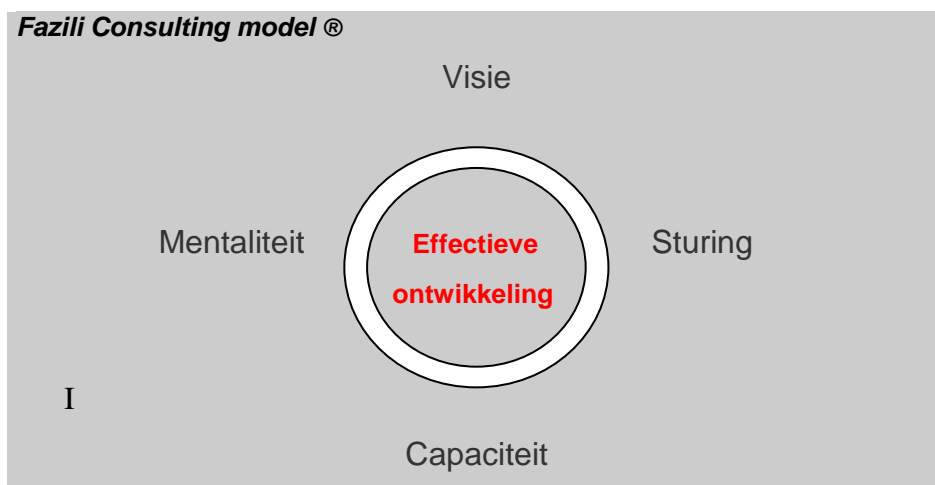 Fazili Consulting model ®
Visie
Mentaliteit
Effectieve
ontwikkeling
Sturing
I
Capaciteit